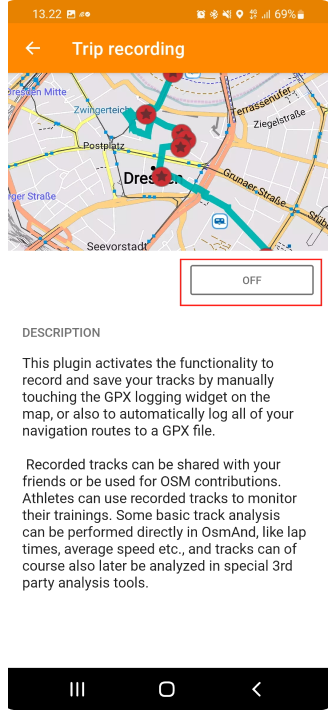 13.22
69%
Trip recording
Dresden Mitte
Zwingerteich
Terrassenufer
Ziegelstraße
Postplatz
Dresden
Grunaer Straße
ger Straße
Seevorstadt
OFF
DESCRIPTION
This plugin activates the functionality to
record and save your tracks by manually
touching the GPX logging widget on the
map, or also to automatically log all of your
navigation routes to a GPX file.
Recorded tracks can be shared with your
friends or be used for OSM contributions.
Athletes can use recorded tracks to monitor
their trainings. Some basic track analysis
can be performed directly in OsmAnd, like lap
times, average speed etc., and tracks can of
course also later be analyzed in special 3rd
party analysis tools.